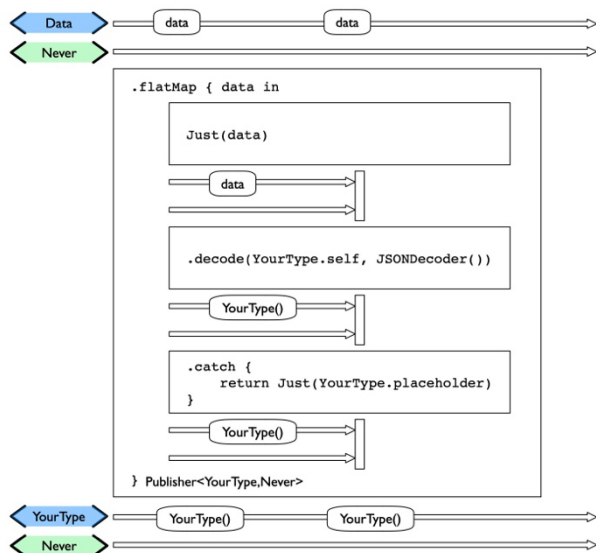 Data data data
Never
.flatMap { data in
Just(data)
data
.decode(YourType.self, JSONDecoder())
YourType()
.catch {
return Just(YourType.placeholder)
}
YourType()
} Publisher<YourType,Never>
YourType YourType() YourType()
Never